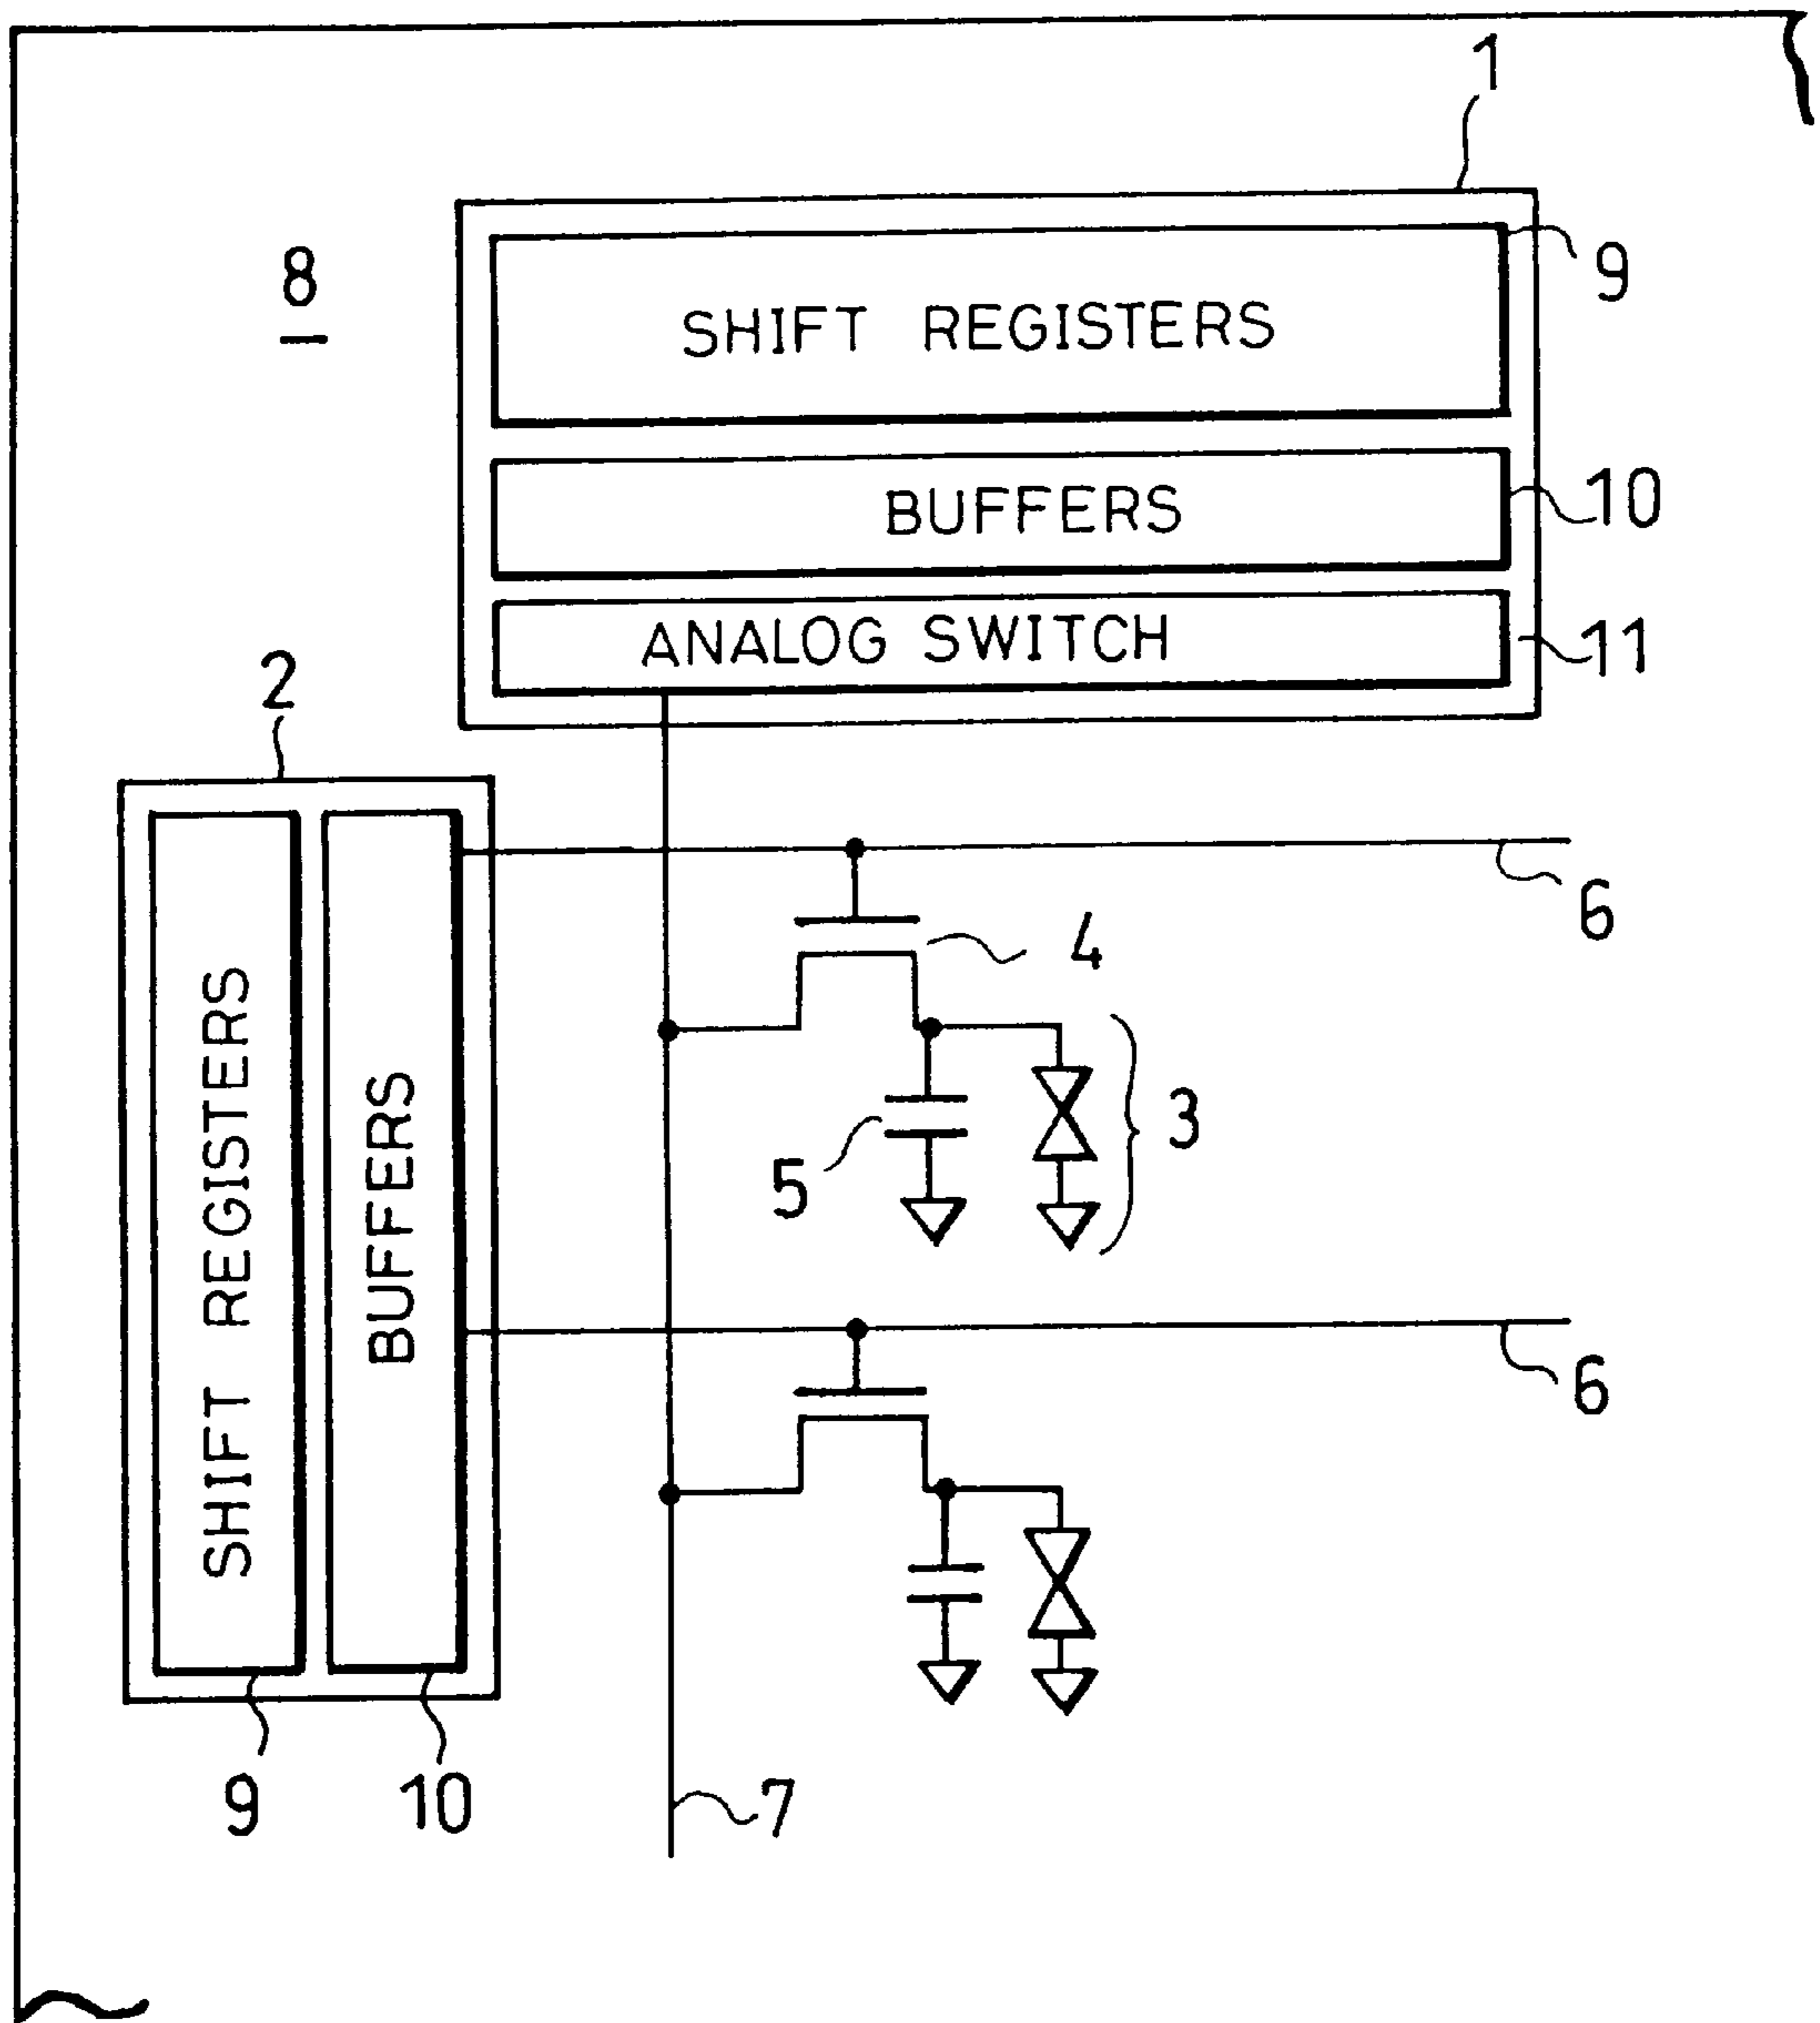 1
8
9
SHIFT REGISTERS
10
BUFFERS
11
ANALOG SWITCH
2
6
4
SHIFT REGISTERS
BUFFERS
3
5
6
9
10
7